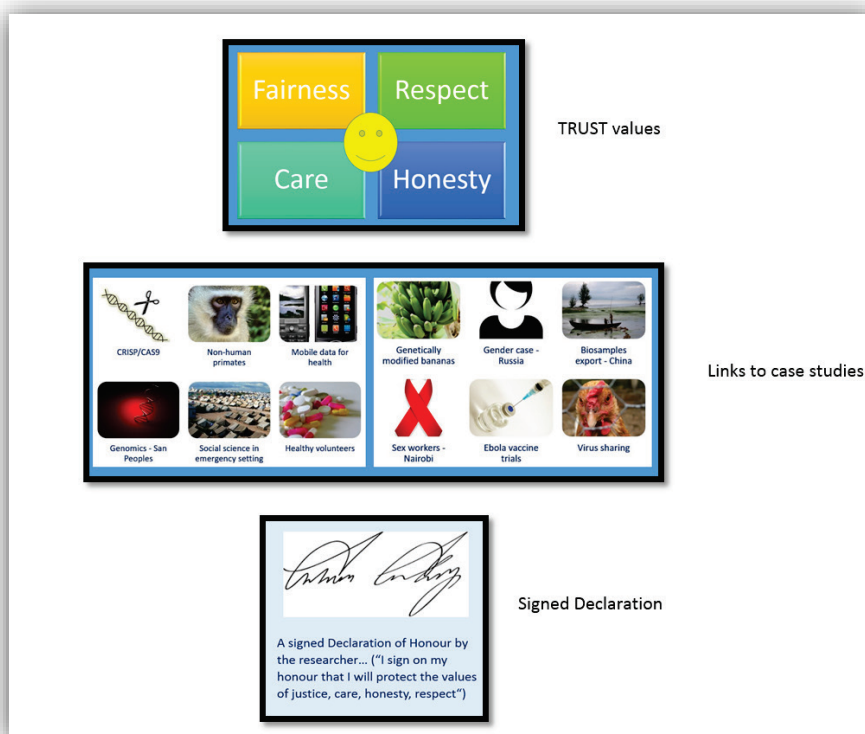 Fairness Respect
TRUST values
Care Honesty
CRISP/CAS9
Non-human
primates
Mobile data for
health
Genetically
modified bananas
Gender case -
Russia
Biosamples
export - China
Links to case studies
Genomics - San
Peoples
Social science in
emergency setting
Healthy volunteers
Sex workers -
Nairobi
Ebola vaccine
trials
Virus sharing
Signed Declaration
A signed Declaration of Honour by
the researcher... ("I sign on my
honour that I will protect the values
of justice, care, honesty, respect")